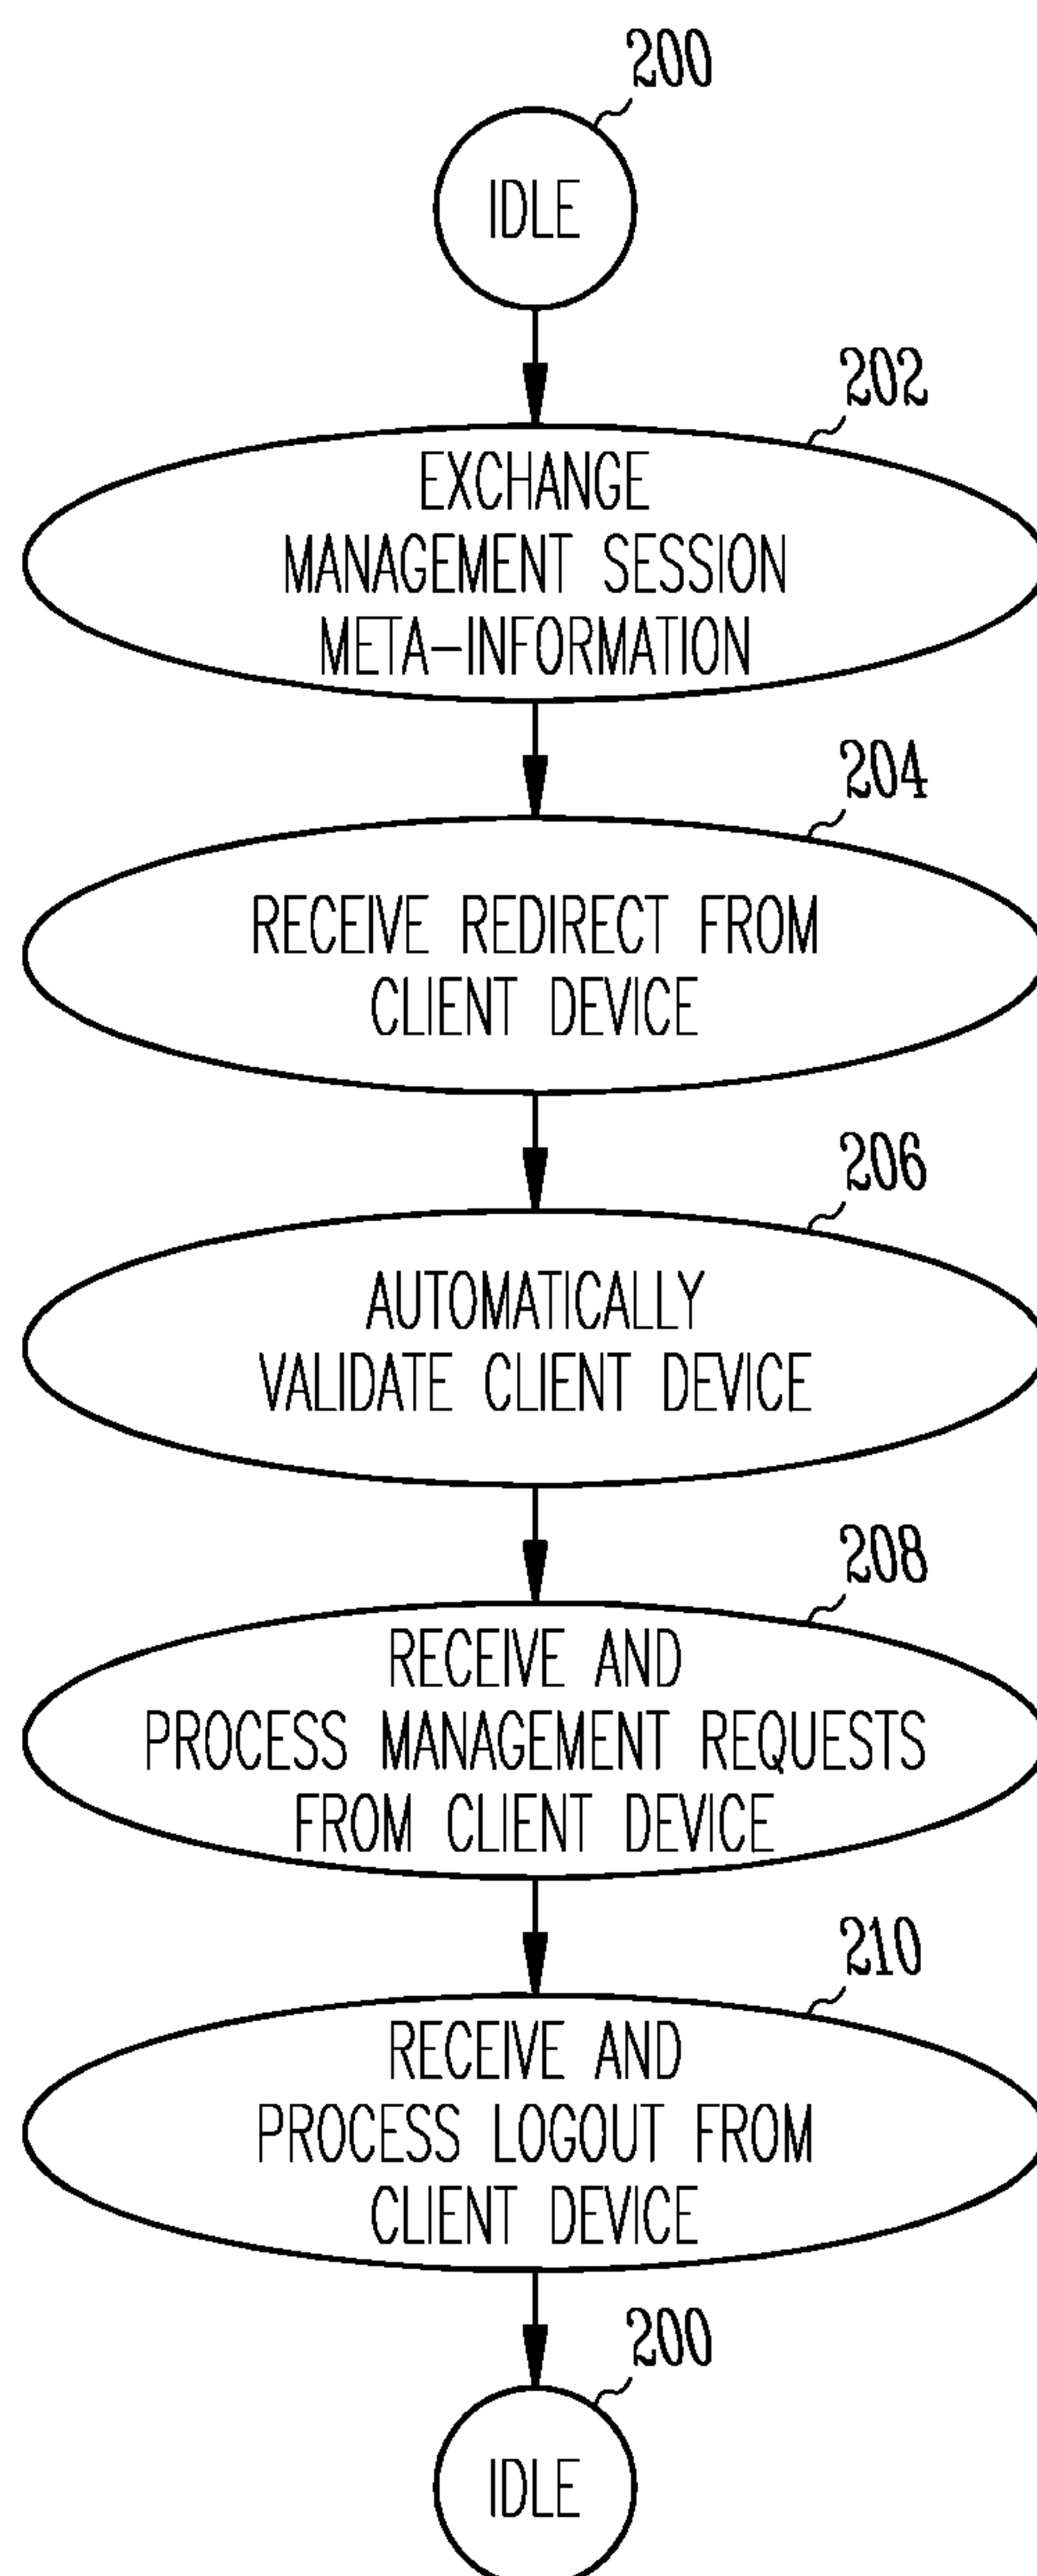 200
IDLE
202
EXCHANGE
MANAGEMENT SESSION
META-INFORMATION
204
RECEIVE REDIRECT FROM
CLIENT DEVICE
206
AUTOMATICALLY
VALIDATE CLIENT DEVICE
208
RECEIVE AND
PROCESS MANAGEMENT REQUESTS
FROM CLIENT DEVICE
210
RECEIVE AND
PROCESS LOGOUT FROM
CLIENT DEVICE
200
IDLE